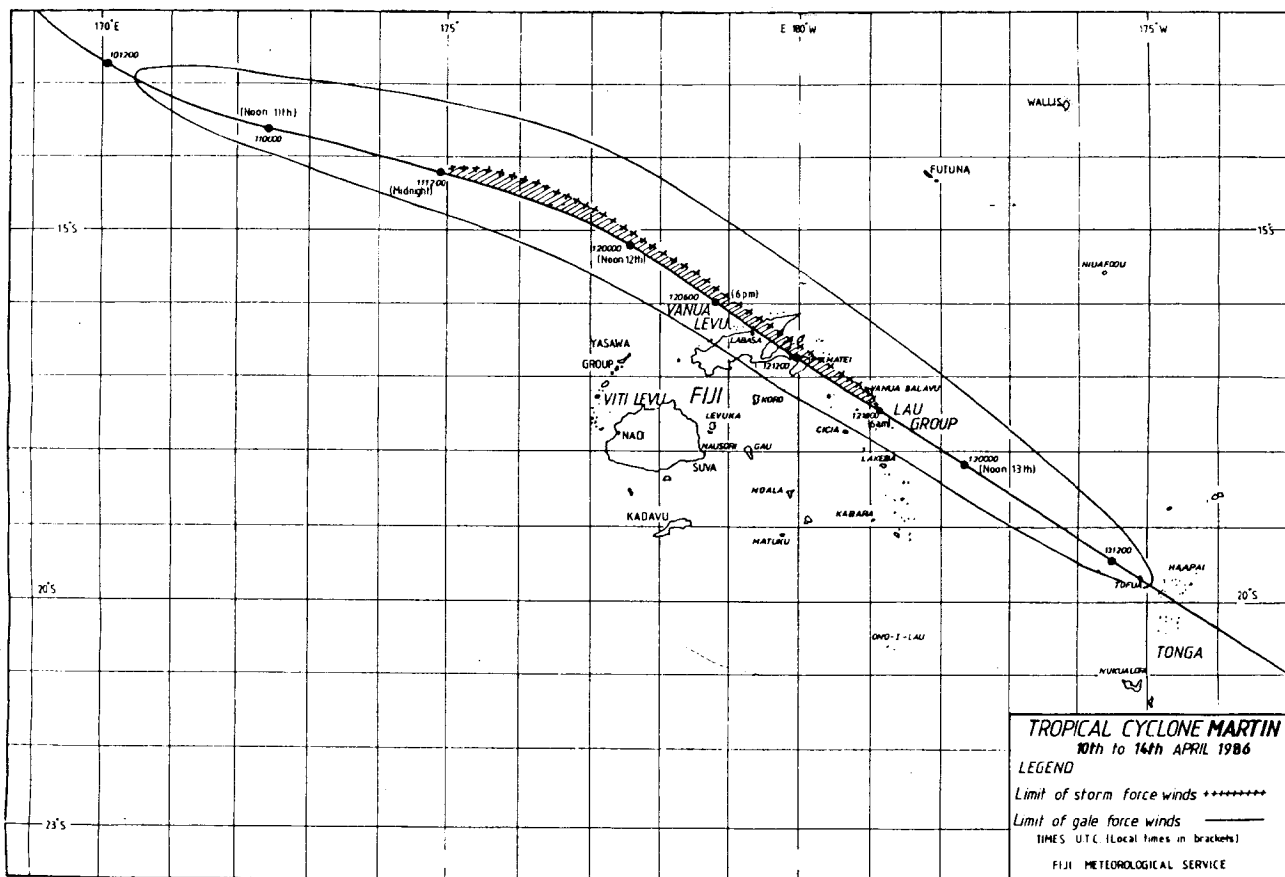 170°E
175°
E 180°W
175°W
101200
(Noon 11th)
110000
111200
(Midnight)
WALLIS
FUTUNA
15°S
15°S
120000
(Noon 12th)
NIUAFOOU
120600
(6pm)
VANUA
LEVU
LABASA
YASAWA
GROUP
121200
MATEI
VANUA BALAVU
VITI LEVU
FIJI
KORO
LAU
GROUP
121800
(6am)
LEVUKA
CICIA
NADI
NAUSORI
GAU
LAKEBA
130000
(Noon 13th)
SUVA
MOALA
KADAVU
KABARA
MATUKU
131200
HAAPAI
TOFUA
20°S
20°S
ONO-I-LAU
TONGA
NUKUALOFA
23°S
TROPICAL CYCLONE MARTIN
10th to 14th APRIL 1986
LEGEND
Limit of storm force winds +++++++++
Limit of gale force winds
TIMES U.T.C. (Local times in brackets)
FIJI METEOROLOGICAL SERVICE